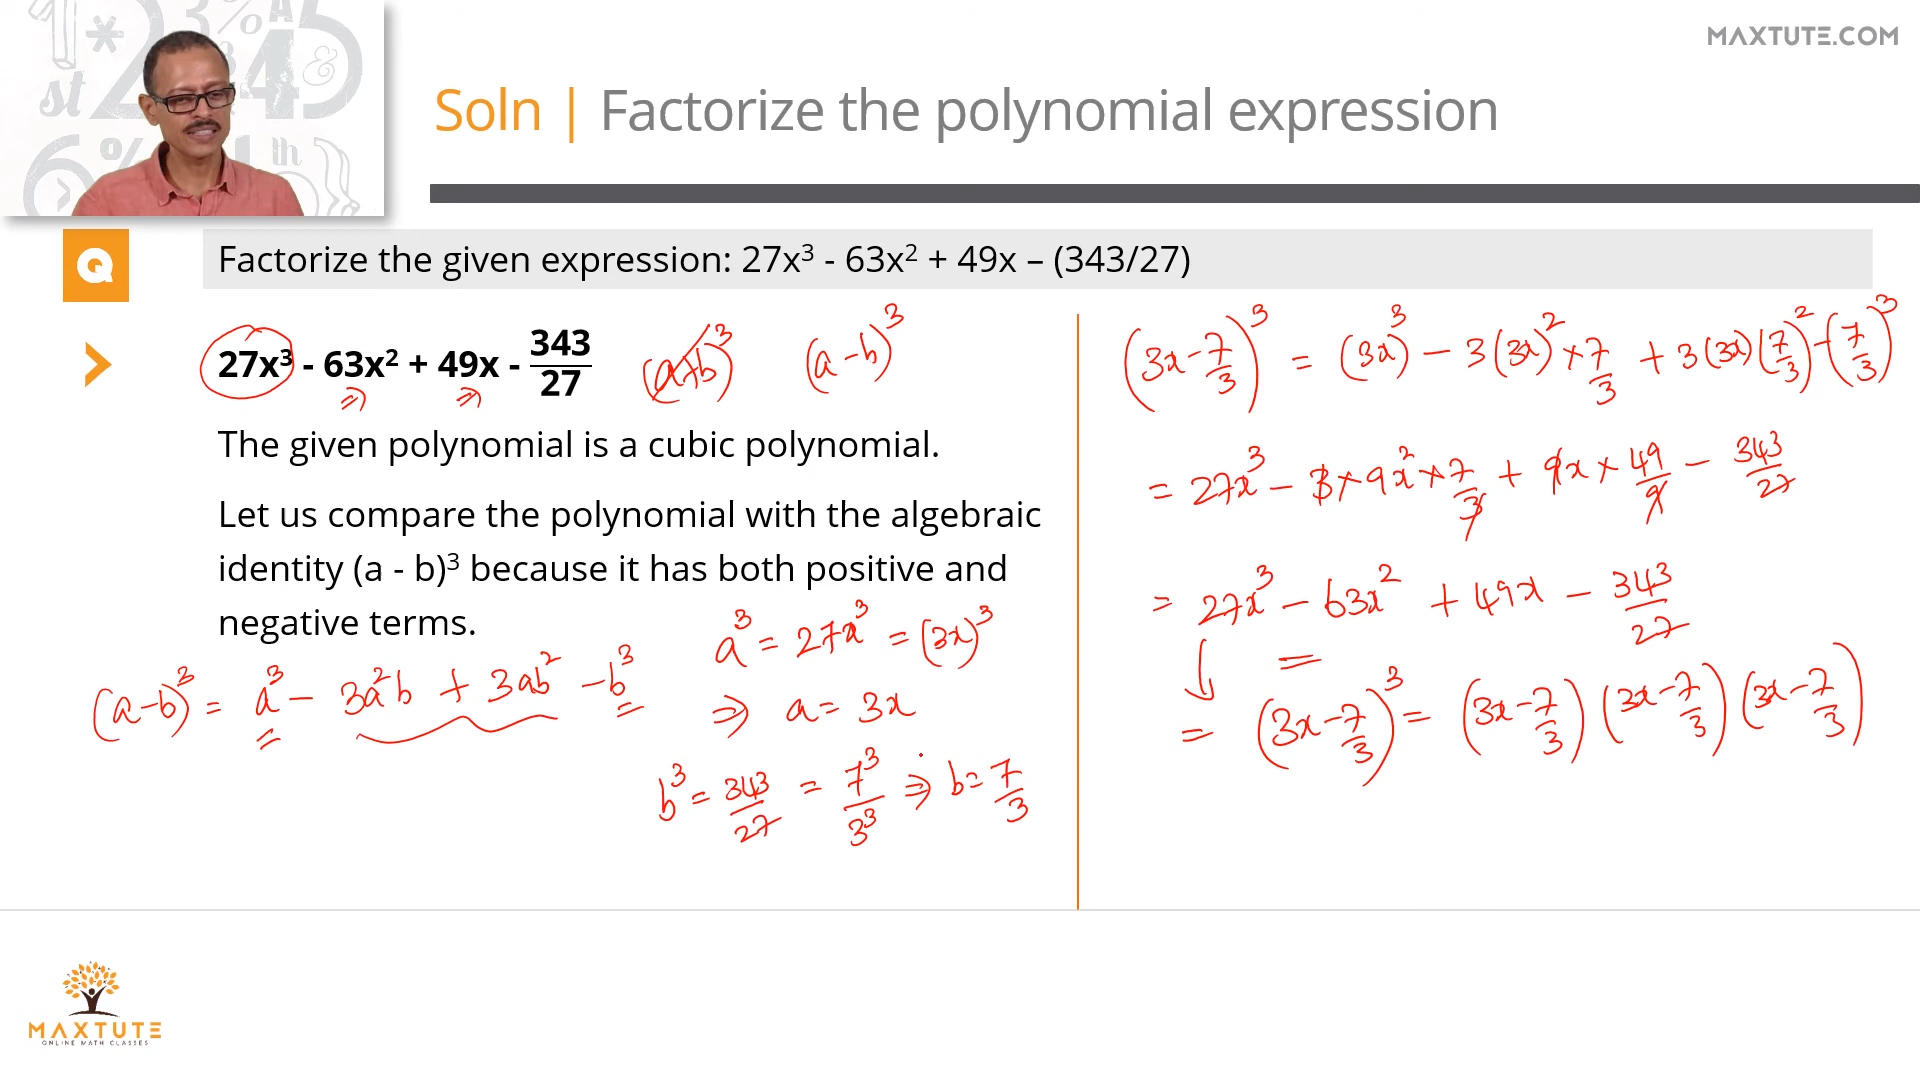 MAXTUTE.COM
Soln | Factorize the polynomial expression
Q Factorize the given expression: 27x³ - 63x² + 49x – (343/27)
27x³ - 63x² + 49x - 343/27 (a+b)³ (a-b)³
The given polynomial is a cubic polynomial.
Let us compare the polynomial with the algebraic
identity (a - b)³ because it has both positive and
negative terms.
a³ = 27x³ = (3x)³
(a-b)³ = a³ - 3a²b + 3ab² - b³
⇒ a = 3x
b³ = 343/27 = 7³/3³ ⇒ b = 7/3
(3x - 7/3)³ = (3x)³ - 3(3x)² × 7/3 + 3(3x)(7/3)² - (7/3)³
= 27x³ - 3×9x²×7/3 + 9x × 49/9 - 343/27
= 27x³ - 63x² + 49x - 343/27
= (3x - 7/3)³ = (3x - 7/3)(3x - 7/3)(3x - 7/3)
MAXTUTE
ONLINE MATH CLASSES